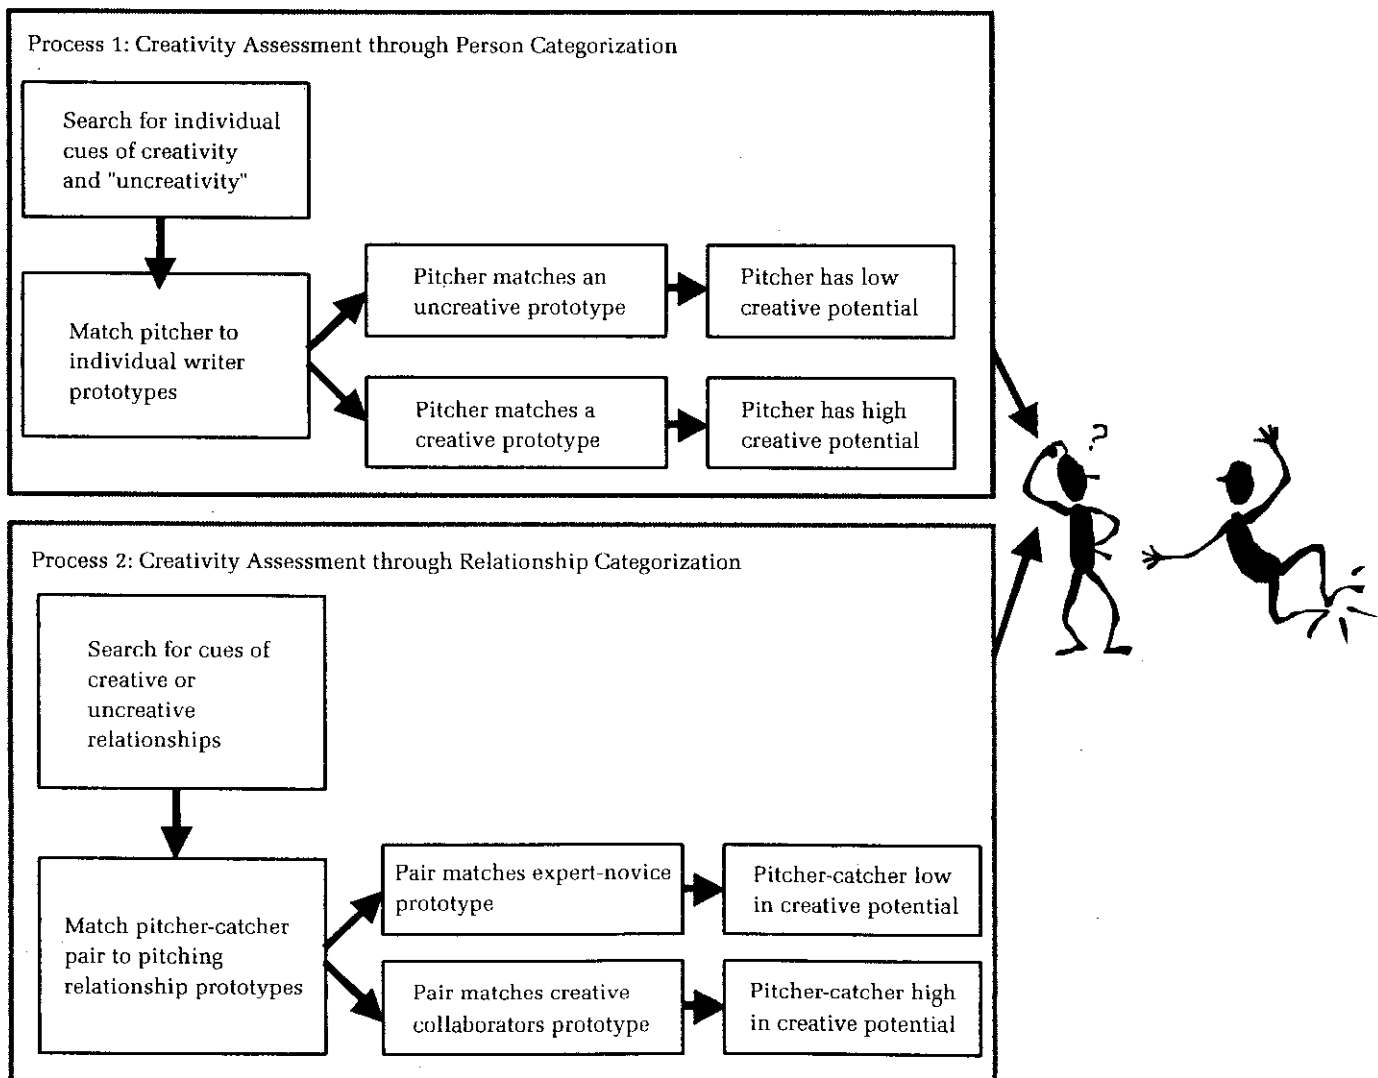 Process 1: Creativity Assessment through Person Categorization
Search for individual
cues of creativity
and "uncreativity"
Match pitcher to
individual writer
prototypes
Pitcher matches an
uncreative prototype
Pitcher has low
creative potential
Pitcher matches a
creative prototype
Pitcher has high
creative potential
?
Process 2: Creativity Assessment through Relationship Categorization
Search for cues of
creative or
uncreative
relationships
Match pitcher-catcher
pair to pitching
relationship prototypes
Pair matches expert-novice
prototype
Pitcher-catcher low
in creative potential
Pair matches creative
collaborators prototype
Pitcher-catcher high
in creative potential